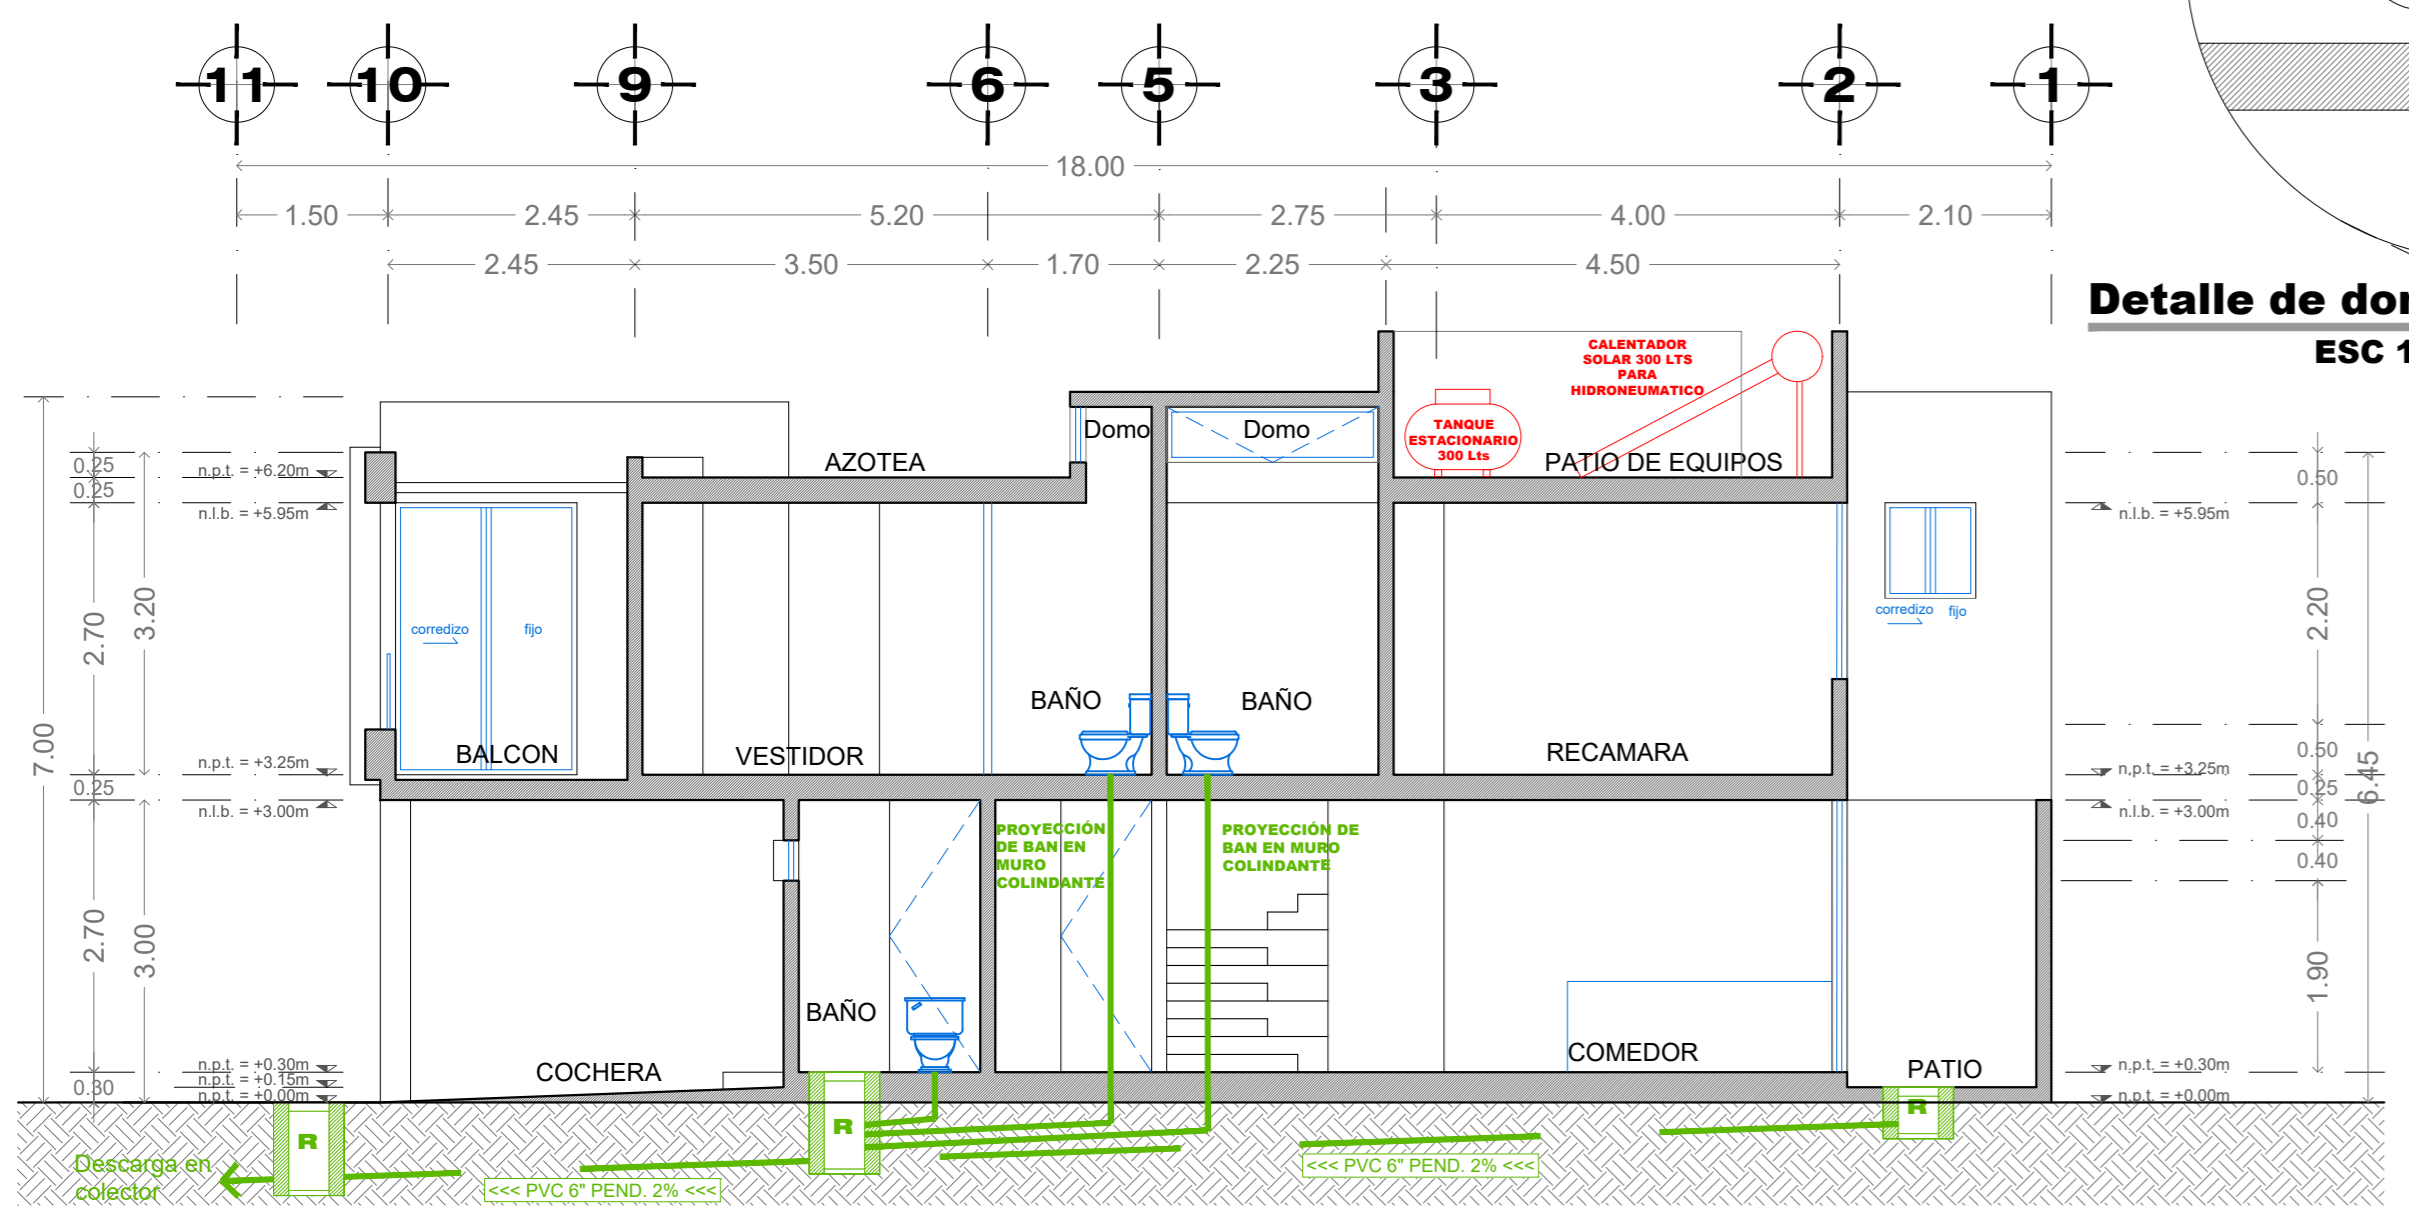 11 10 9 6 5 3 2 1
18.00
1.50 2.45 5.20 2.75 4.00 2.10
2.45 3.50 1.70 2.25 4.50
Detalle de
ESC 1
CALENTADOR
SOLAR 300 LTS
PARA
HIDRONEUMATICO
TANQUE
ESTACIONARIO
300 Lts
PATIO DE EQUIPOS
Domo
Domo
AZOTEA
0.25
0.25
n.p.t. = +6.20m
n.l.b. = +5.95m
0.50
n.l.b. = +5.95m
corredizo
fijo
corredizo
fijo
2.70
3.20
2.20
7.00
BAÑO
BAÑO
BALCON
VESTIDOR
RECAMARA
n.p.t. = +3.25m
0.25
n.l.b. = +3.00m
0.50
n.p.t. = +3.25m
0.25
n.l.b. = +3.00m
0.40
0.40
6.45
PROYECCIÓN
DE BAN EN
MURO
COLINDANTE
PROYECCIÓN DE
BAN EN MURO
COLINDANTE
2.70
3.00
1.90
BAÑO
COCHERA
COMEDOR
PATIO
n.p.t. = +0.30m
n.p.t. = +0.15m
n.p.t. = +0.00m
0.30
n.p.t. = +0.30m
n.p.t. = +0.00m
R
R
R
Descarga en
colector
<<< PVC 6" PEND. 2% <<<
<<< PVC 6" PEND. 2% <<<